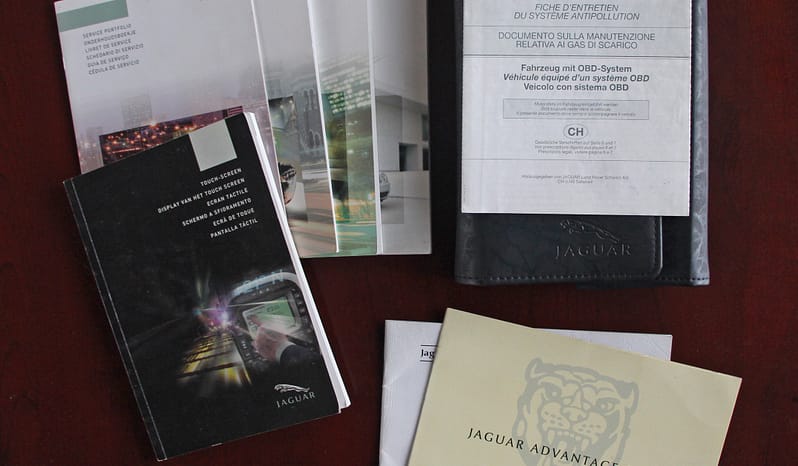 SERVICE PORTFOLIO
ONDERHOUDSBOEKJE
LIVRET DE SERVICE
SCHEDARIO DI SERVIZIO
GUIA DE SERVIÇO
CÉDULA DE SERVICIO
TOUCH-SCREEN
DISPLAY VAN HET TOUCH SCREEN
ECRAN TACTILE
SCHERMO A SFIORAMENTO
ECRÃ DE TOQUE
PANTALLA TÁCTIL
JAGUAR
FICHE D'ENTRETIEN
DU SYSTÈME ANTIPOLLUTION
DOCUMENTO SULLA MANUTENZIONE
RELATIVA AI GAS DI SCARICO
Fahrzeug mit OBD-System
Véhicule équipé d'un système OBD
Veicolo con sistema OBD
CH
JAGUAR
Jag
JAGUAR ADVANTAGE